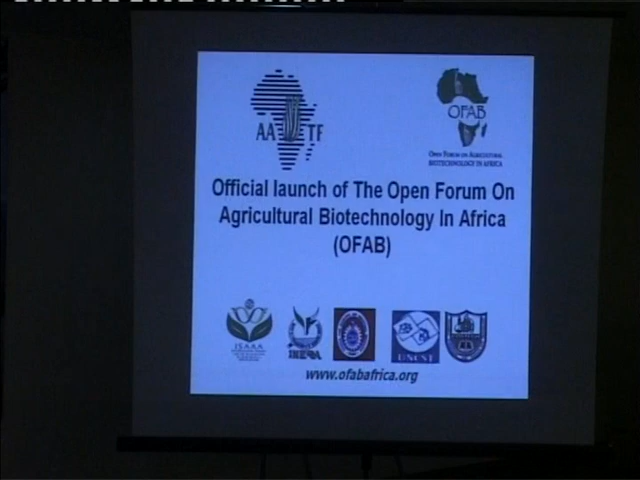 AATF
OFAB
OPEN FORUM ON AGRICULTURAL
BIOTECHNOLOGY IN AFRICA
Official launch of The Open Forum On
Agricultural Biotechnology In Africa
(OFAB)
ISAAA
UNCST
www.ofabafrica.org